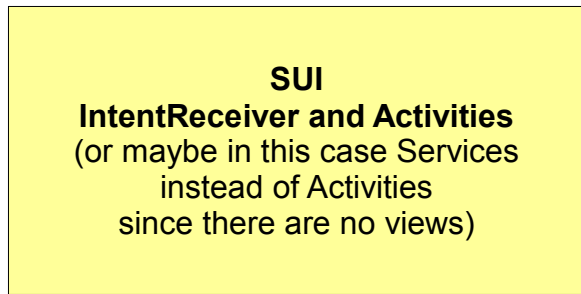 SUI
IntentReceiver and Activities
(or maybe in this case Services
instead of Activities
since there are no views)